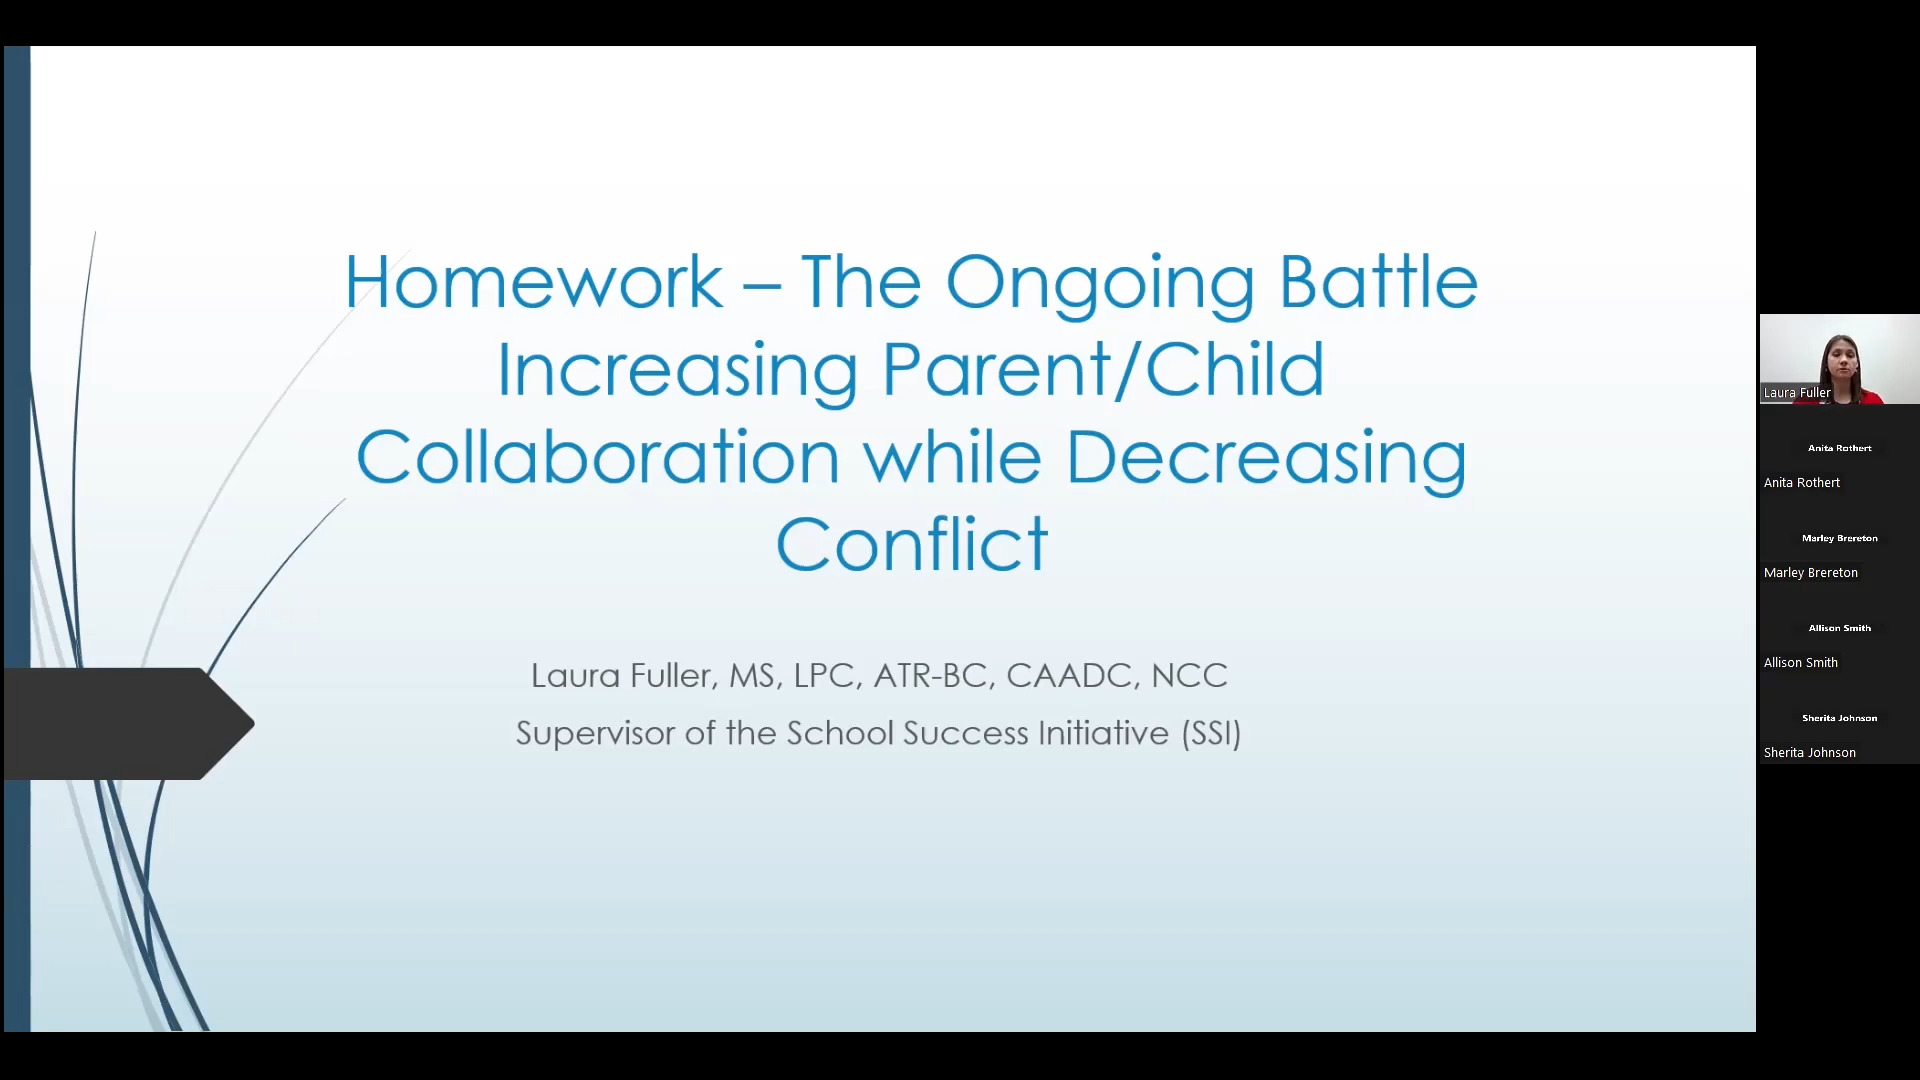 Homework – The Ongoing Battle
Increasing Parent/Child
Collaboration while Decreasing
Conflict
Laura Fuller, MS, LPC, ATR-BC, CAADC, NCC
Supervisor of the School Success Initiative (SSI)
Laura Fuller
Anita Rothert
Anita Rothert
Marley Brereton
Marley Brereton
Allison Smith
Allison Smith
Sherita Johnson
Sherita Johnson